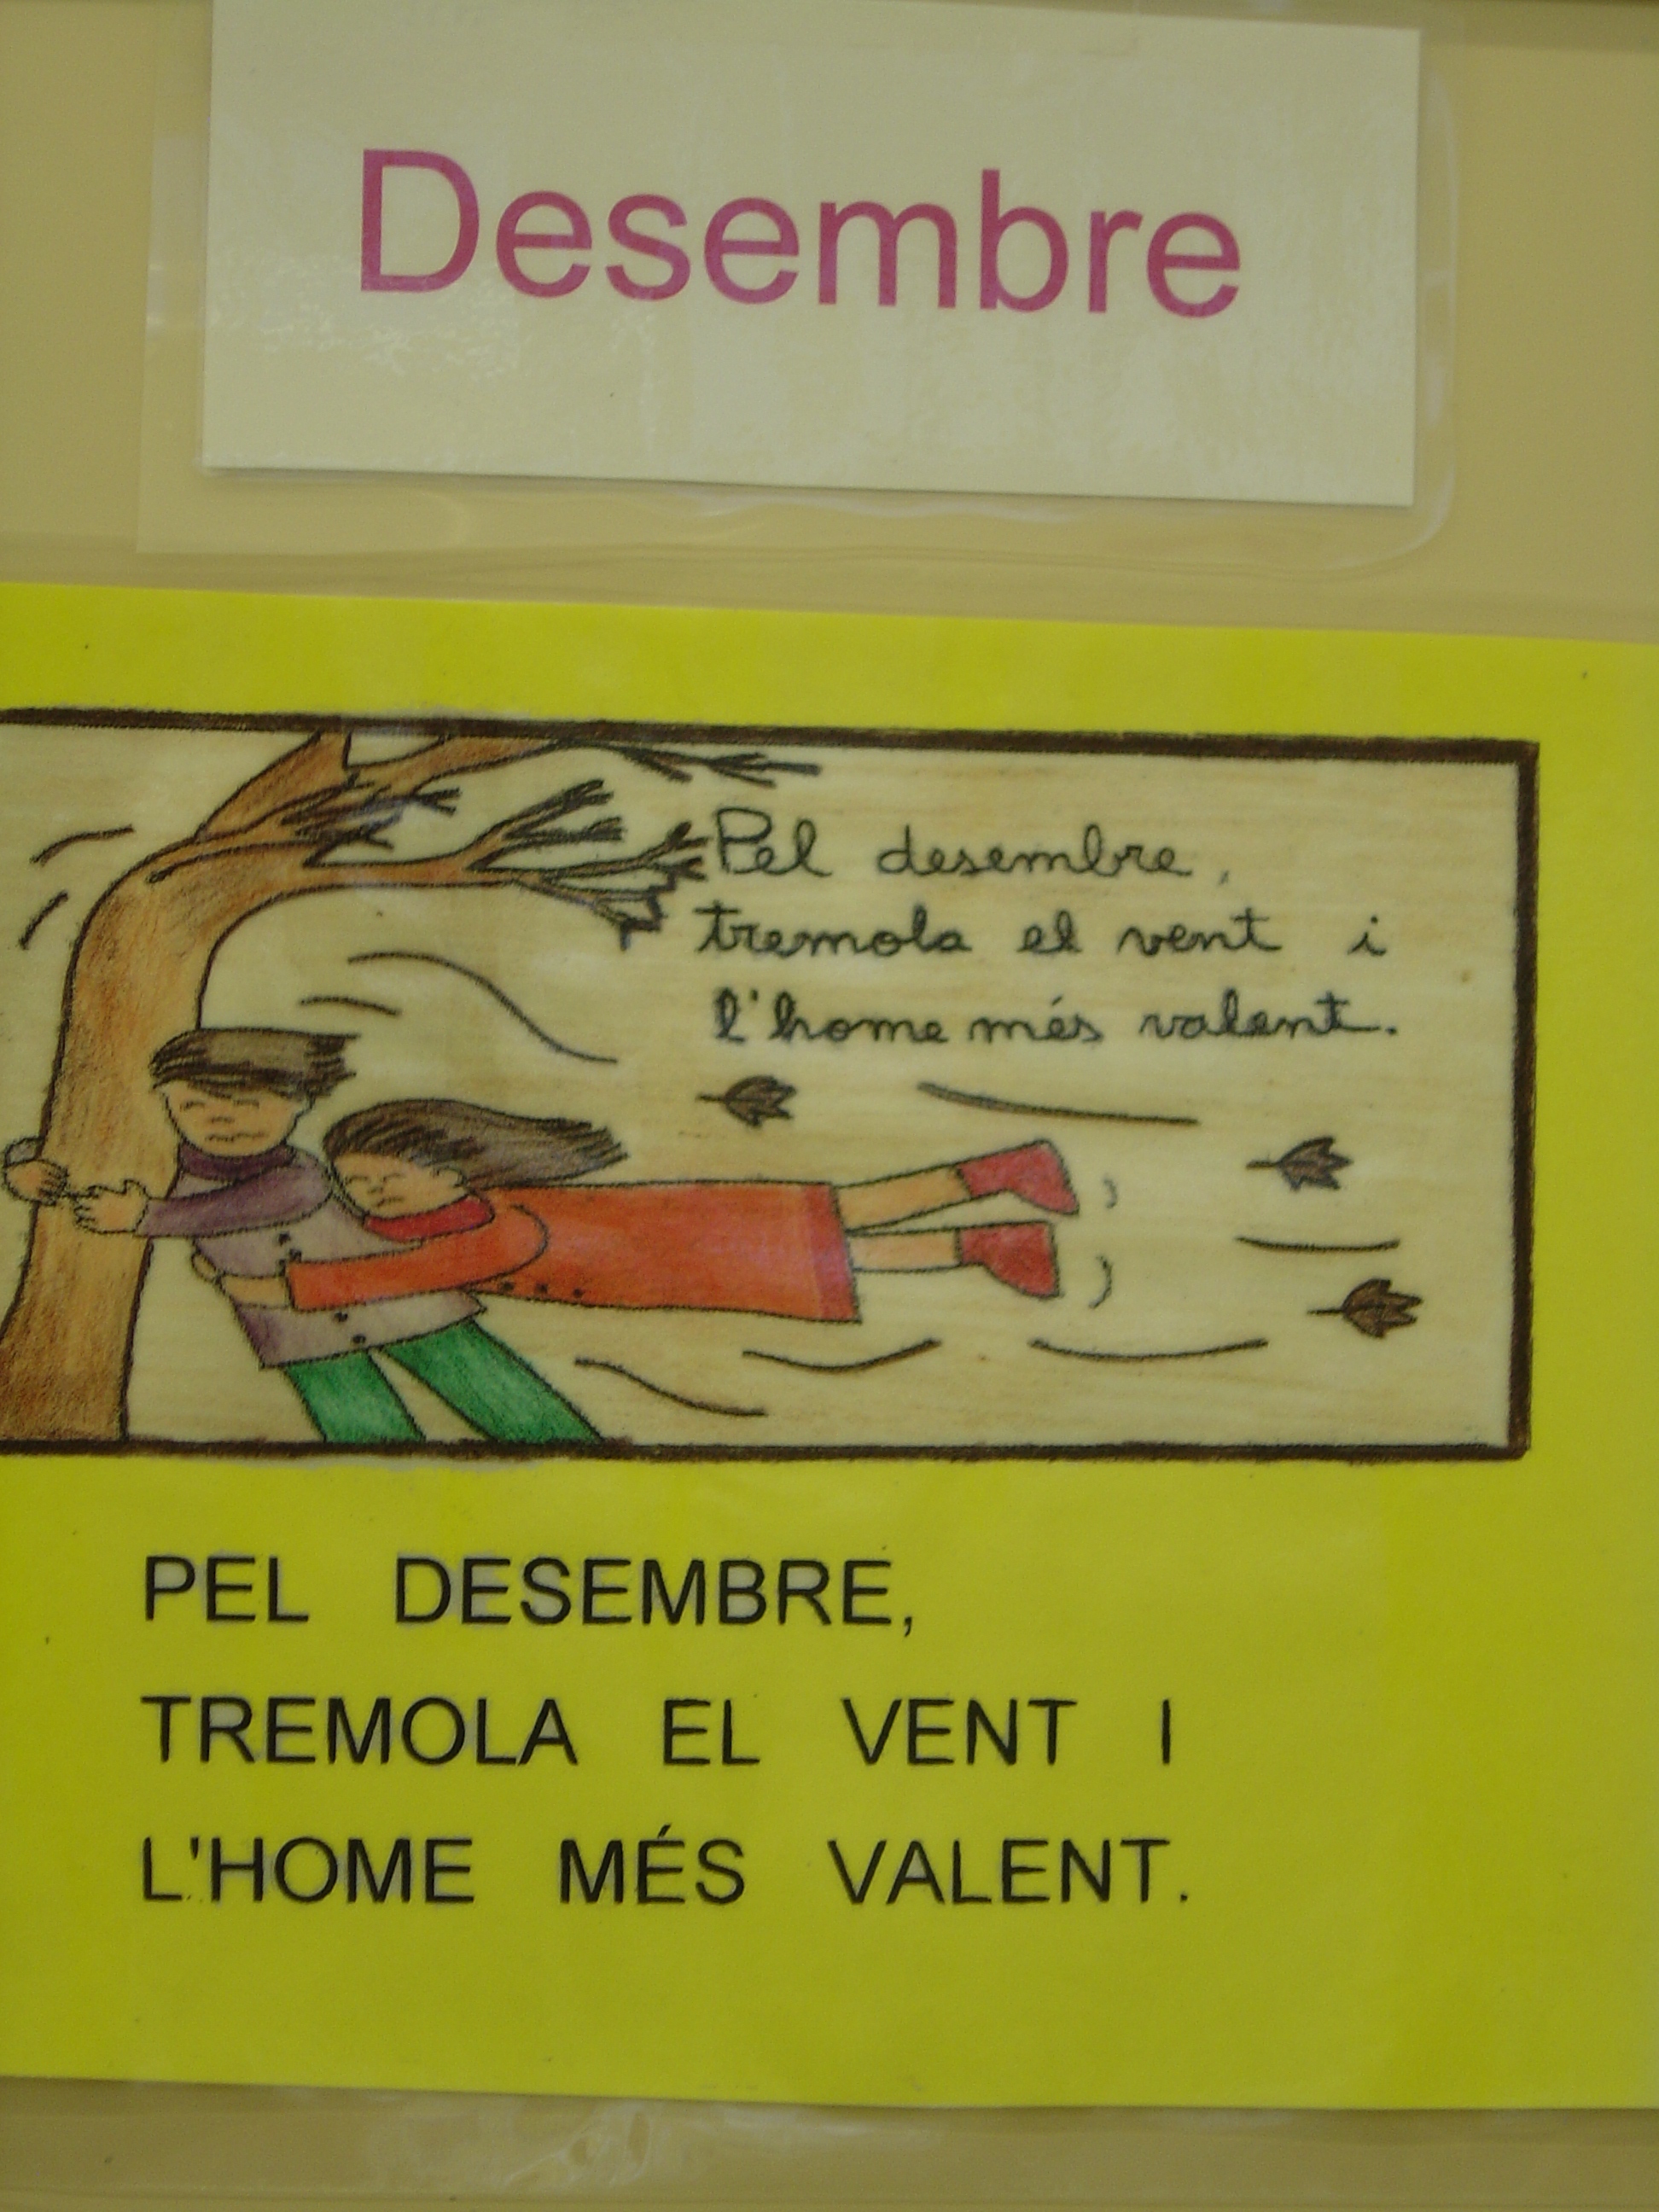 Desembre
Pel desembre,
tremola el vent i
l'home més valent.
PEL DESEMBRE,
TREMOLA EL VENT I
L'HOME MÉS VALENT.